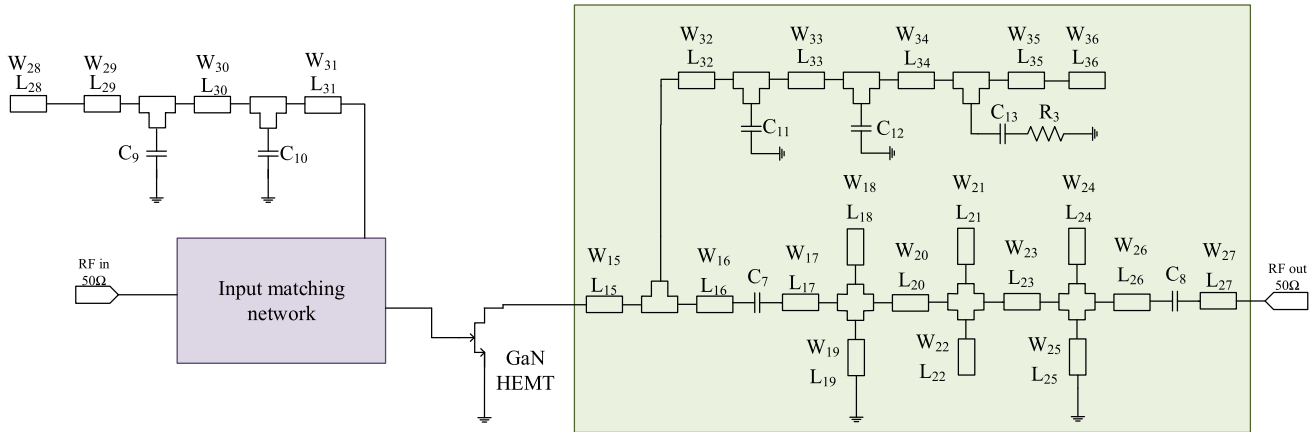 W28 W29 W30 W31
L28 L29 L30 L31
C9 C10
RF in
50Ω
Input matching
network
GaN
HEMT
W32 W33 W34 W35 W36
L32 L33 L34 L35 L36
C11 C12 C13 R3
W18 W21 W24
L18 L21 L24
W15 W16 C7 W17 W20 W23 W26 C8 W27
L15 L16 L17 L20 L23 L26 L27
RF out
50Ω
W19 W22 W25
L19 L22 L25